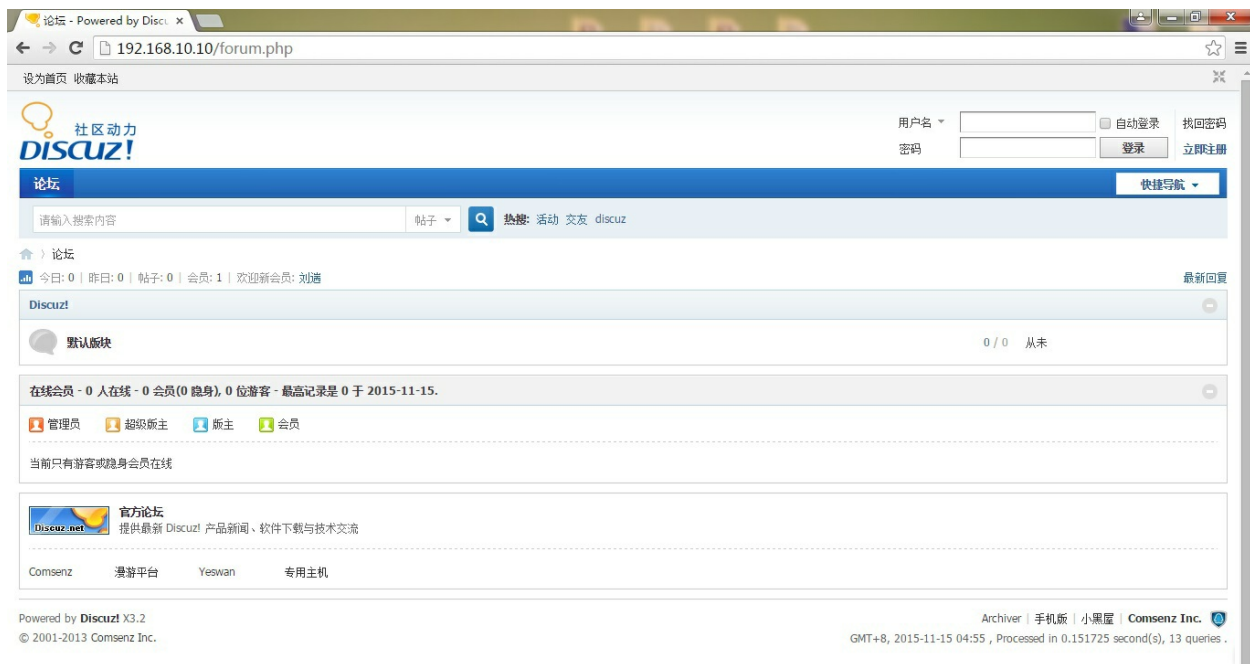 论坛 - Powered by Discu
192.168.10.10/forum.php
设为首页 收藏本站
社区动力
DISCUZ!
用户名
自动登录 找回密码
密码
登录 立即注册
论坛
快捷导航
请输入搜索内容 帖子 热搜: 活动 交友 discuz
论坛
今日: 0 | 昨日: 0 | 帖子: 0 | 会员: 1 | 欢迎新会员: 刘遄
最新回复
Discuz!
默认版块 0 / 0 从未
在线会员 - 0 人在线 - 0 会员(0 隐身), 0 位游客 - 最高记录是 0 于 2015-11-15.
管理员 超级版主 版主 会员
当前只有游客或隐身会员在线
Discuz.net
官方论坛
提供最新 Discuz! 产品新闻、软件下载与技术交流
Comsenz 漫游平台 Yeswan 专用主机
Powered by Discuz! X3.2
Archiver | 手机版 | 小黑屋 | Comsenz Inc.
© 2001-2013 Comsenz Inc.
GMT+8, 2015-11-15 04:55 , Processed in 0.151725 second(s), 13 queries .